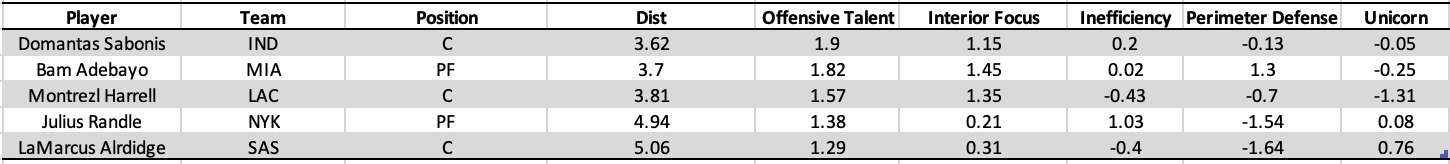 Player Team Position Dist Offensive Talent Interior Focus Inefficiency Perimeter Defense Unicorn
Domantas Sabonis IND C 3.62 1.9 1.15 0.2 -0.13 -0.05
Bam Adebayo MIA PF 3.7 1.82 1.45 0.02 1.3 -0.25
Montrezl Harrell LAC C 3.81 1.57 1.35 -0.43 -0.7 -1.31
Julius Randle NYK PF 4.94 1.38 0.21 1.03 -1.54 0.08
LaMarcus Alrdidge SAS C 5.06 1.29 0.31 -0.4 -1.64 0.76